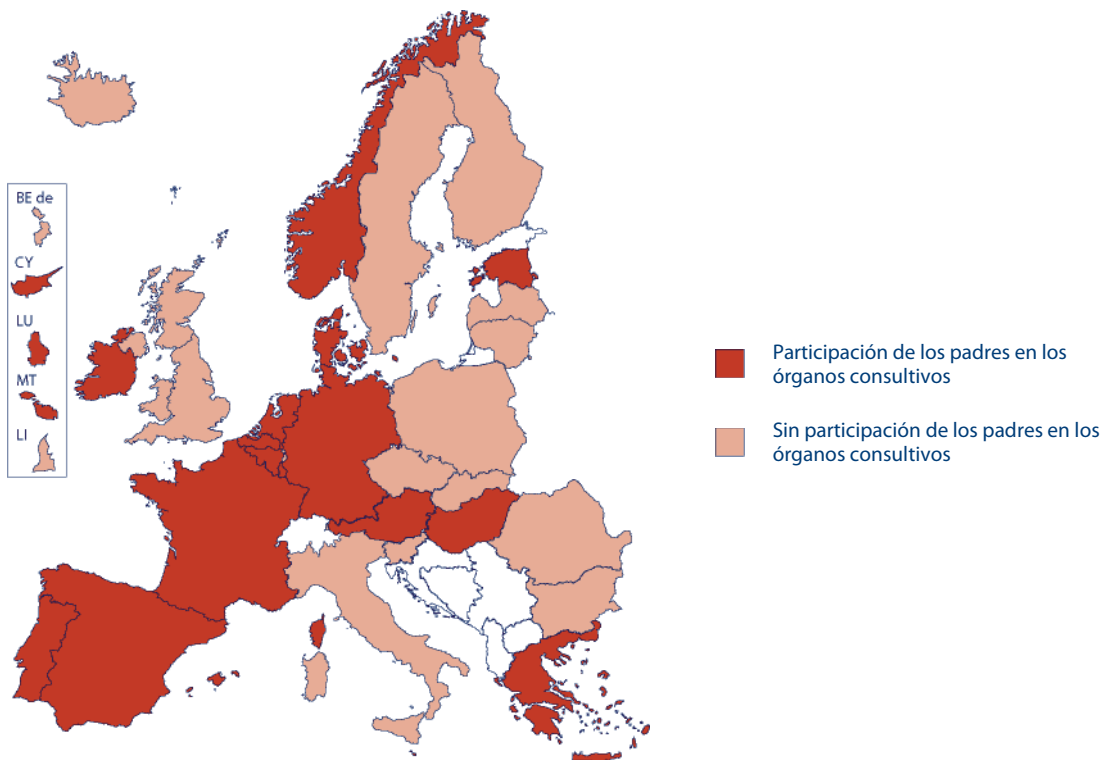 BE de
CY
LU
MT
LI
Participación de los padres en los
órganos consultivos
Sin participación de los padres en los
órganos consultivos